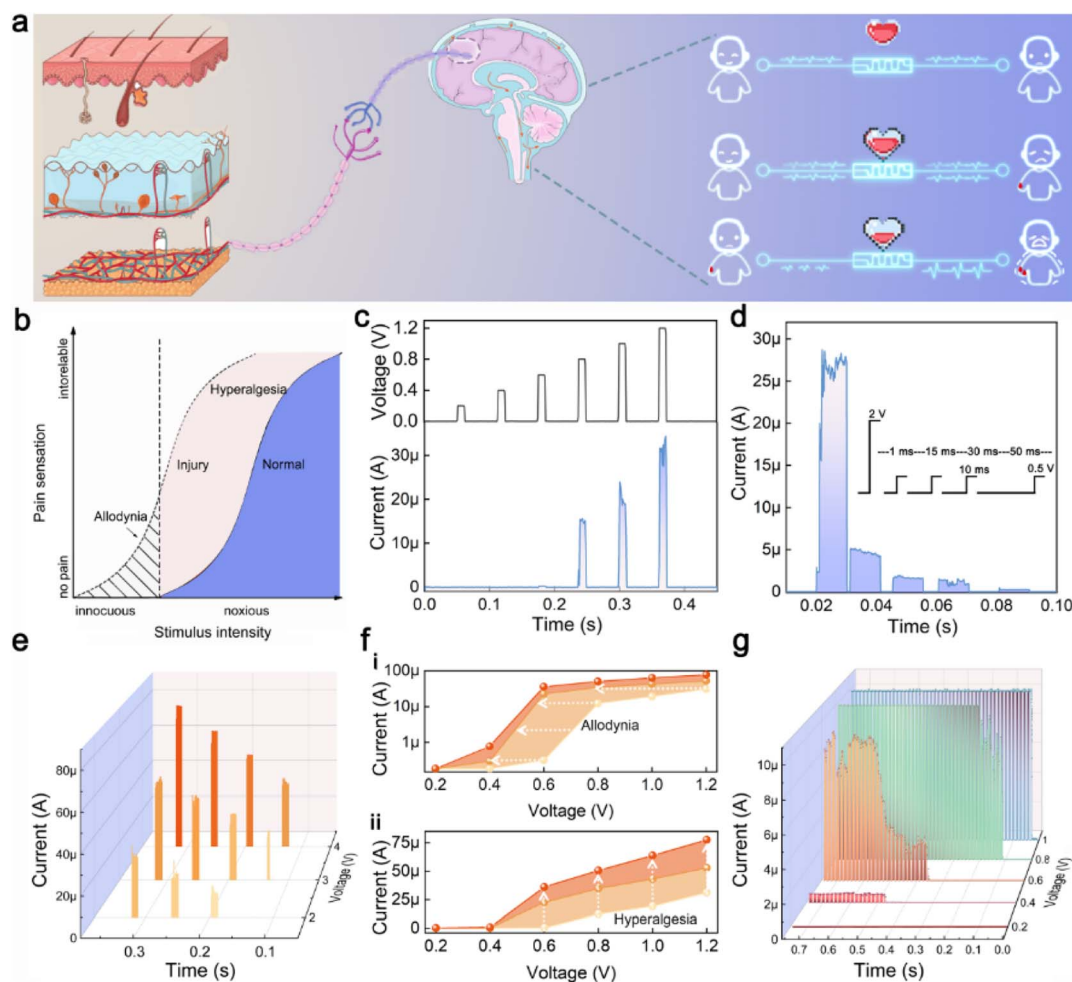 a
b
intorelable
Pain sensation
no pain
Hyperalgesia
Injury
Normal
Allodynia
innocuous
noxious
Stimulus intensity
c
Voltage (V)
1.2
0.8
0.4
0.0
Current (A)
20μ
10μ
0
0.0 0.1 0.2 0.3 0.4
Time (s)
d
Current (A)
30μ
25μ
20μ
15μ
10μ
5μ
0
2 V
---1 ms---15 ms---30 ms---50 ms----
10 ms
0.5 V
0.02 0.04 0.06 0.08 0.10
Time (s)
e
Current (A)
80μ
60μ
40μ
20μ
0
0.3 0.2 0.1
Time (s)
2
3
4
Voltage (V)
f
i
Current (A)
100μ
10μ
1μ
Allodynia
0.2 0.4 0.6 0.8 1.0 1.2
Voltage (V)
ii
Current (A)
75μ
50μ
25μ
0
Hyperalgesia
0.2 0.4 0.6 0.8 1.0 1.2
Voltage (V)
g
Current (A)
10μ
8μ
6μ
4μ
2μ
0
0.7 0.6 0.5 0.4 0.3 0.2 0.1 0.0
Time (s)
0.2
0.4
0.6
0.8
1
Voltage (V)